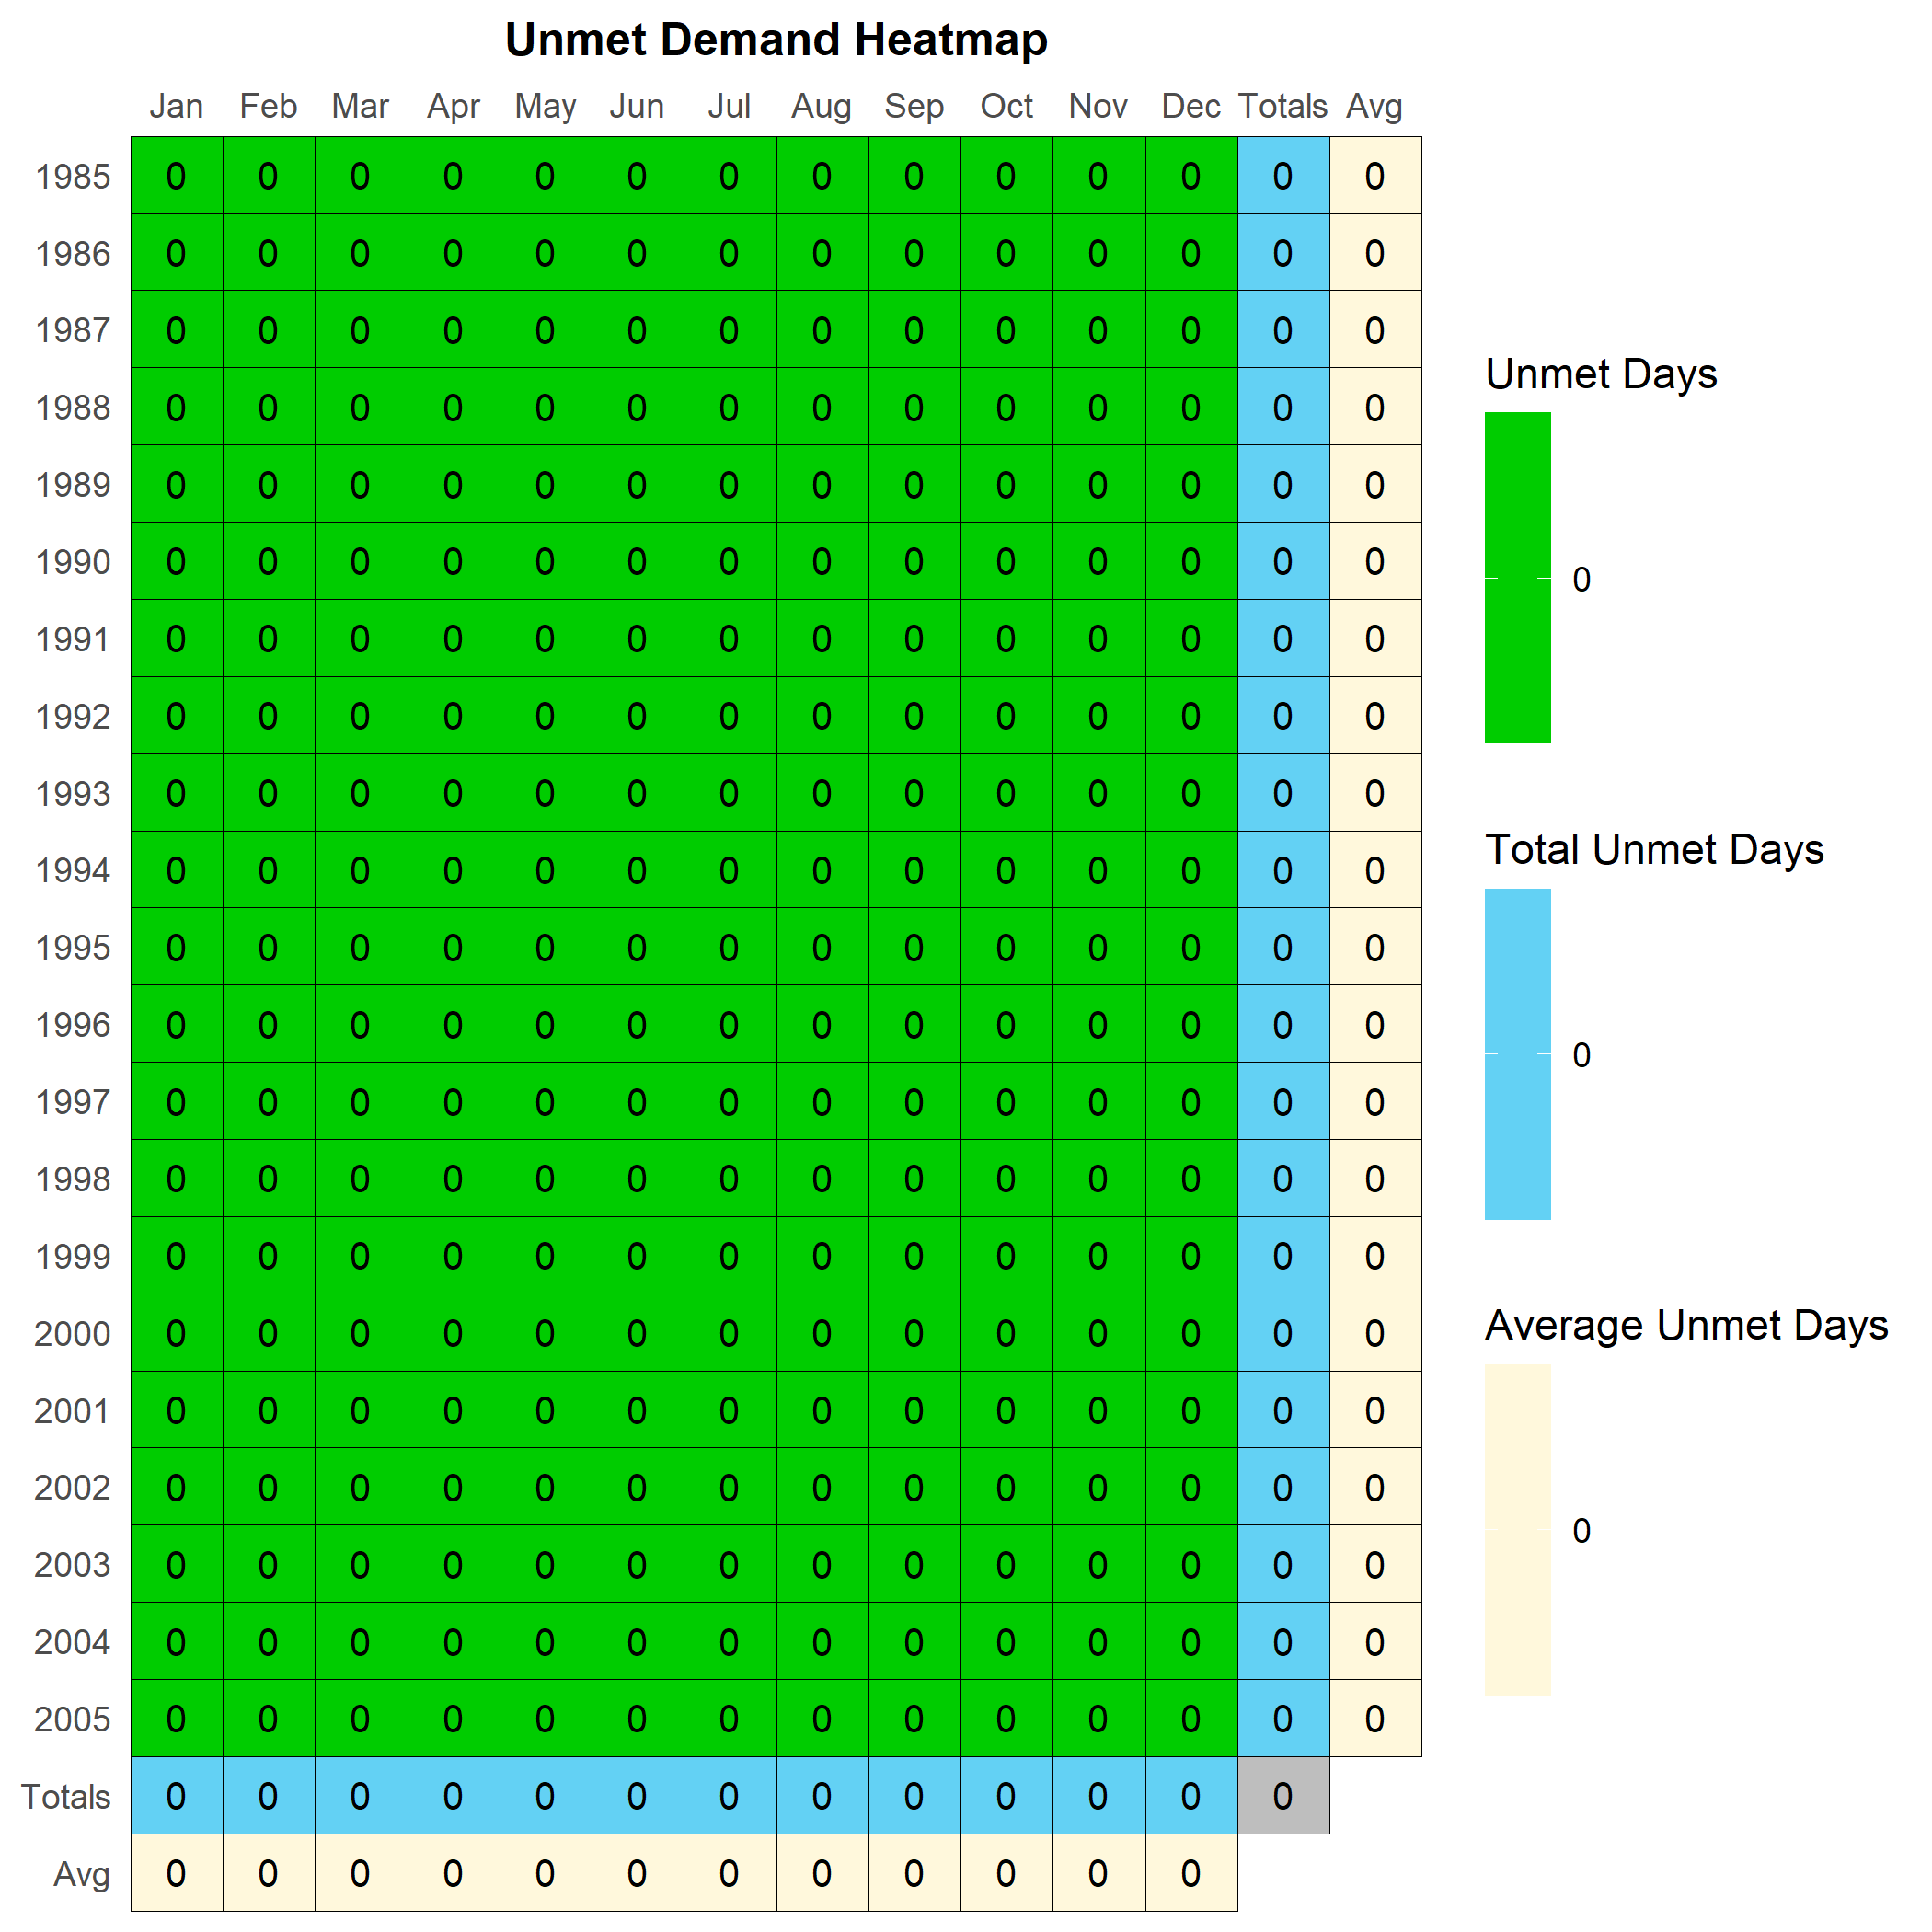 Unmet Demand Heatmap
Jan Feb Mar Apr May Jun Jul Aug Sep Oct Nov Dec Totals Avg
1985 0 0 0 0 0 0 0 0 0 0 0 0 0 0
1986 0 0 0 0 0 0 0 0 0 0 0 0 0 0
1987 0 0 0 0 0 0 0 0 0 0 0 0 0 0
1988 0 0 0 0 0 0 0 0 0 0 0 0 0 0
1989 0 0 0 0 0 0 0 0 0 0 0 0 0 0
1990 0 0 0 0 0 0 0 0 0 0 0 0 0 0
1991 0 0 0 0 0 0 0 0 0 0 0 0 0 0
1992 0 0 0 0 0 0 0 0 0 0 0 0 0 0
1993 0 0 0 0 0 0 0 0 0 0 0 0 0 0
1994 0 0 0 0 0 0 0 0 0 0 0 0 0 0
1995 0 0 0 0 0 0 0 0 0 0 0 0 0 0
1996 0 0 0 0 0 0 0 0 0 0 0 0 0 0
1997 0 0 0 0 0 0 0 0 0 0 0 0 0 0
1998 0 0 0 0 0 0 0 0 0 0 0 0 0 0
1999 0 0 0 0 0 0 0 0 0 0 0 0 0 0
2000 0 0 0 0 0 0 0 0 0 0 0 0 0 0
2001 0 0 0 0 0 0 0 0 0 0 0 0 0 0
2002 0 0 0 0 0 0 0 0 0 0 0 0 0 0
2003 0 0 0 0 0 0 0 0 0 0 0 0 0 0
2004 0 0 0 0 0 0 0 0 0 0 0 0 0 0
2005 0 0 0 0 0 0 0 0 0 0 0 0 0 0
Totals 0 0 0 0 0 0 0 0 0 0 0 0 0
Avg 0 0 0 0 0 0 0 0 0 0 0 0
Unmet Days
0
Total Unmet Days
0
Average Unmet Days
0